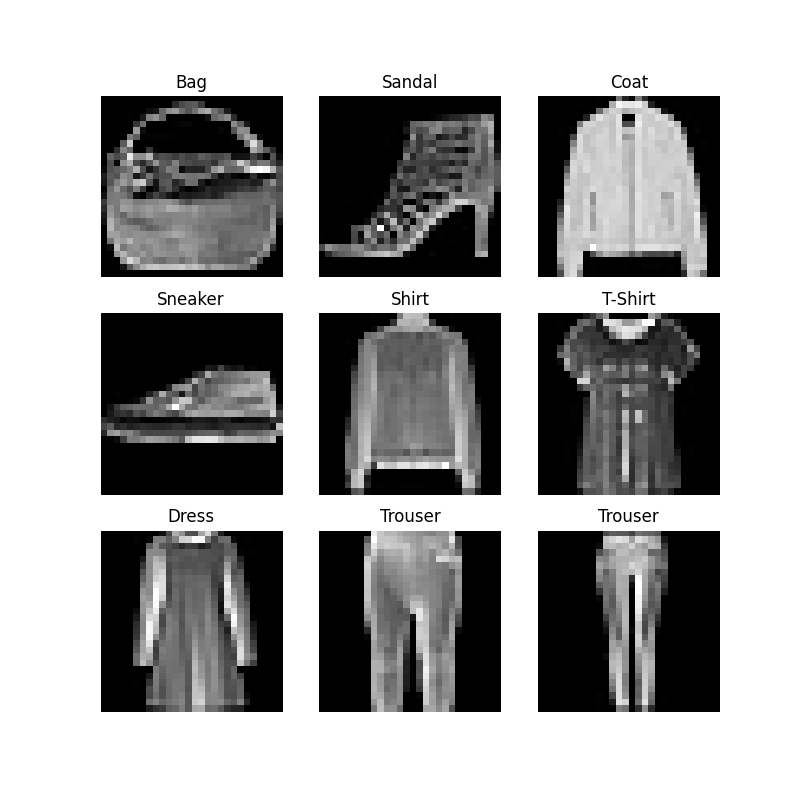 Bag
Sandal
Coat
Sneaker
Shirt
T-Shirt
Dress
Trouser
Trouser